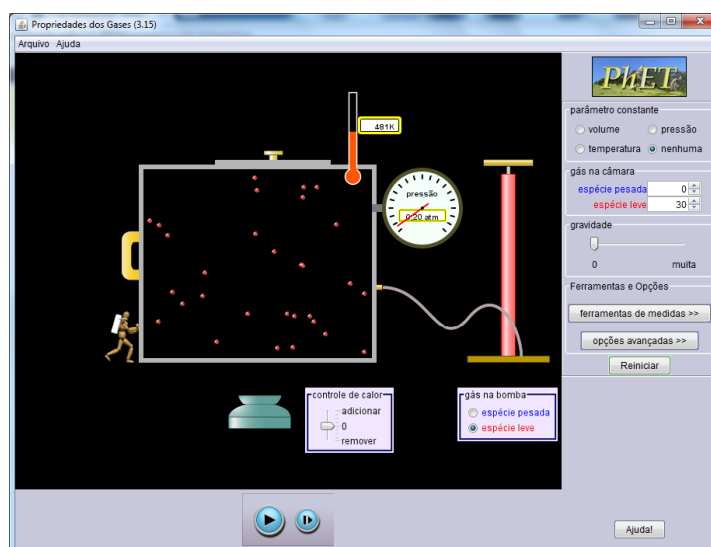 Propriedades dos Gases (3.15)
Arquivo Ajuda
PhET
481K
pressão
0,20 atm
parâmetro constante
volume pressão
temperatura nenhuma
gás na câmara
espécie pesada 0
espécie leve 30
gravidade
0 muita
Ferramentas e Opções
ferramentas de medidas >>
opções avançadas >>
Reiniciar
controle de calor
adicionar
0
remover
gás na bomba
espécie pesada
espécie leve
Ajuda!